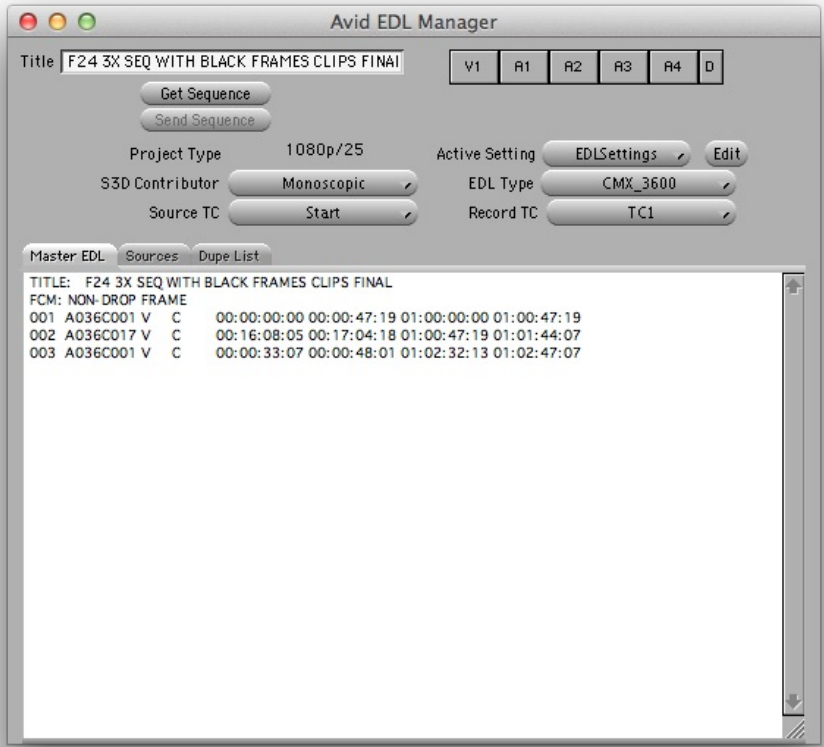 Avid EDL Manager
Title F24 3X SEQ WITH BLACK FRAMES CLIPS FINAL
V1 A1 A2 A3 A4 D
Get Sequence
Send Sequence
Project Type 1080p/25 Active Setting EDLSettings Edit
S3D Contributor Monoscopic EDL Type CMX_3600
Source TC Start Record TC TC1
Master EDL Sources Dupe List
TITLE: F24 3X SEQ WITH BLACK FRAMES CLIPS FINAL
FCM: NON-DROP FRAME
001 A036C001 V C 00:00:00:00 00:00:47:19 01:00:00:00 01:00:47:19
002 A036C017 V C 00:16:08:05 00:17:04:18 01:00:47:19 01:01:44:07
003 A036C001 V C 00:00:33:07 00:00:48:01 01:02:32:13 01:02:47:07